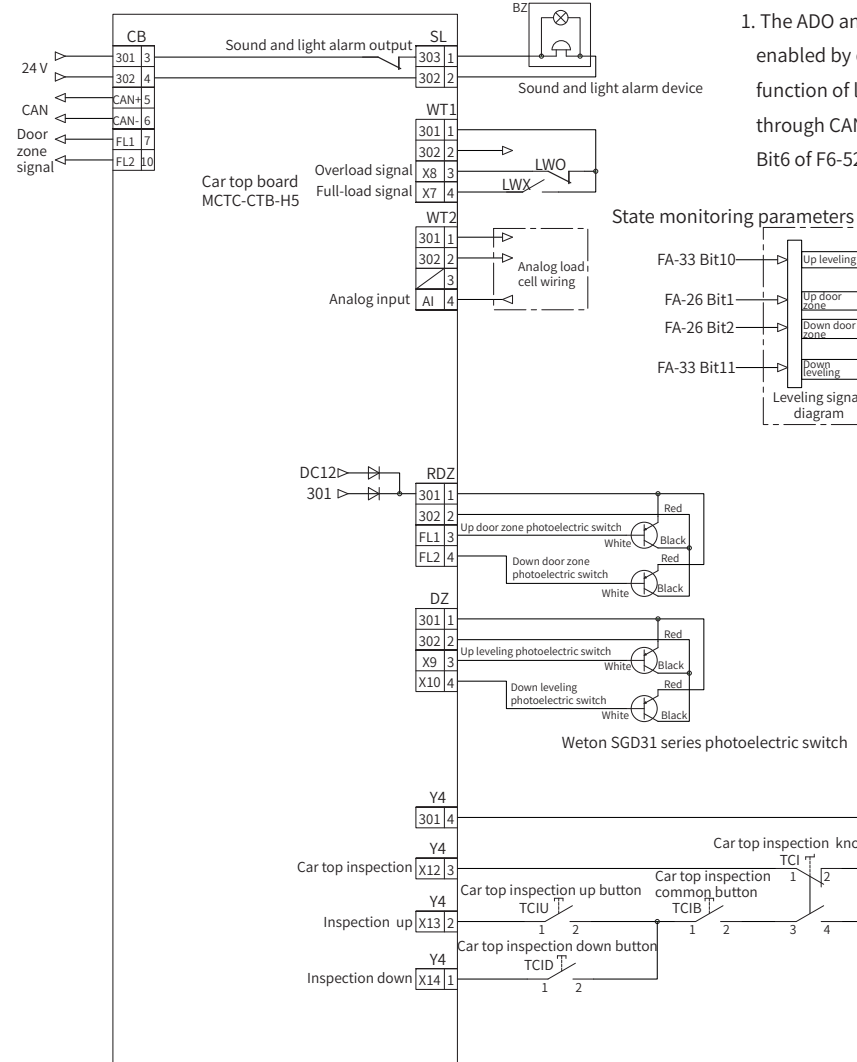 BZ
1. The ADO an
enabled by
function of l
through CAN
Bit6 of F6-52
CB
SL
Sound and light alarm output
301 3
303 1
24 V
302 4
302 2
CAN+ 5
CAN
CAN- 6
Sound and light alarm device
Door
zone
signal
FL1 7
FL2 10
WT1
301 1
302 2
Overload signal
X8 3
LWO
Full-load signal
X7 4
LWX
Car top board
MCTC-CTB-H5
WT2
301 1
302 2
3
Analog input
AI 4
Analog load
cell wiring
State monitoring parameters
FA-33 Bit10
Up leveling
FA-26 Bit1
Up door
zone
FA-26 Bit2
Down door
zone
FA-33 Bit11
Down
leveling
Leveling signa
diagram
DC12
301
RDZ
301 1
302 2
FL1 3
FL2 4
Red
Up door zone photoelectric switch
White
Black
Red
Down door zone
photoelectric switch
White
Black
DZ
301 1
302 2
X9 3
X10 4
Red
Up leveling photoelectric switch
White
Black
Red
Down leveling
photoelectric switch
White
Black
Weton SGD31 series photoelectric switch
Y4
301 4
Y4
Car top inspection
X12 3
Car top inspection kno
TCI
1 2
Y4
Inspection up
X13 2
Car top inspection up button
TCIU
1 2
Car top inspection
common button
TCIB
1 2
3 4
Y4
Inspection down
X14 1
Car top inspection down button
TCID
1 2